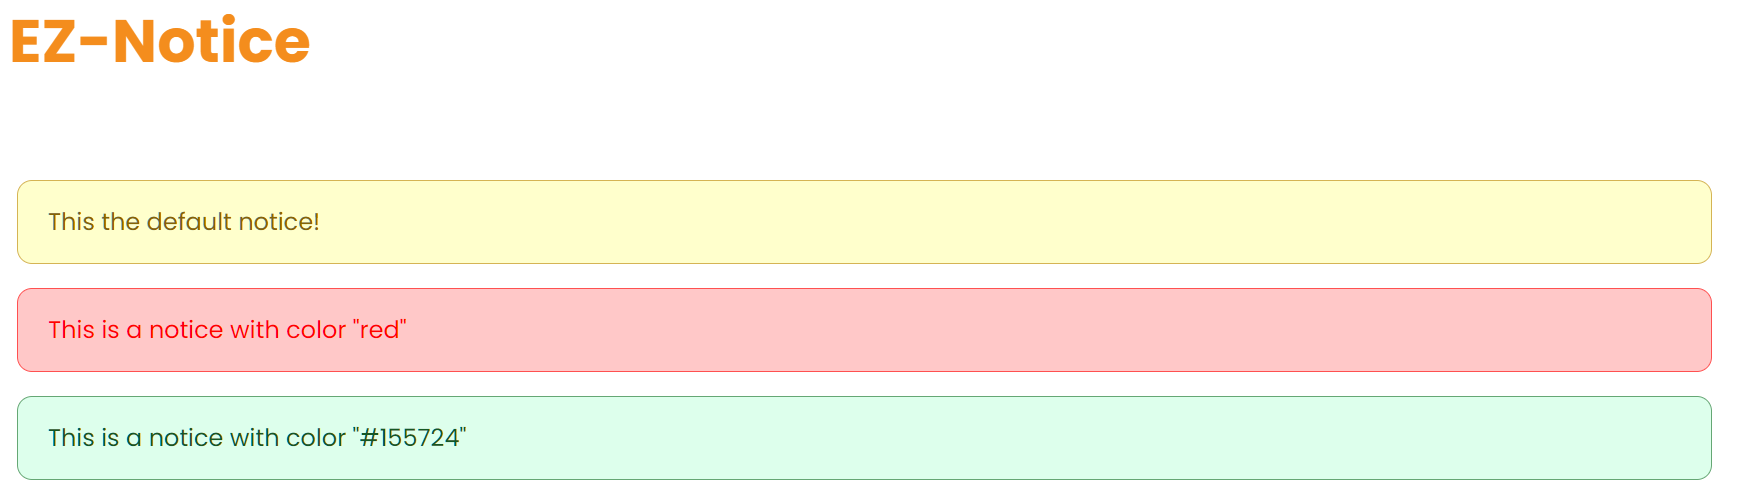 EZ-Notice
This the default notice!
This is a notice with color "red"
This is a notice with color "#155724"